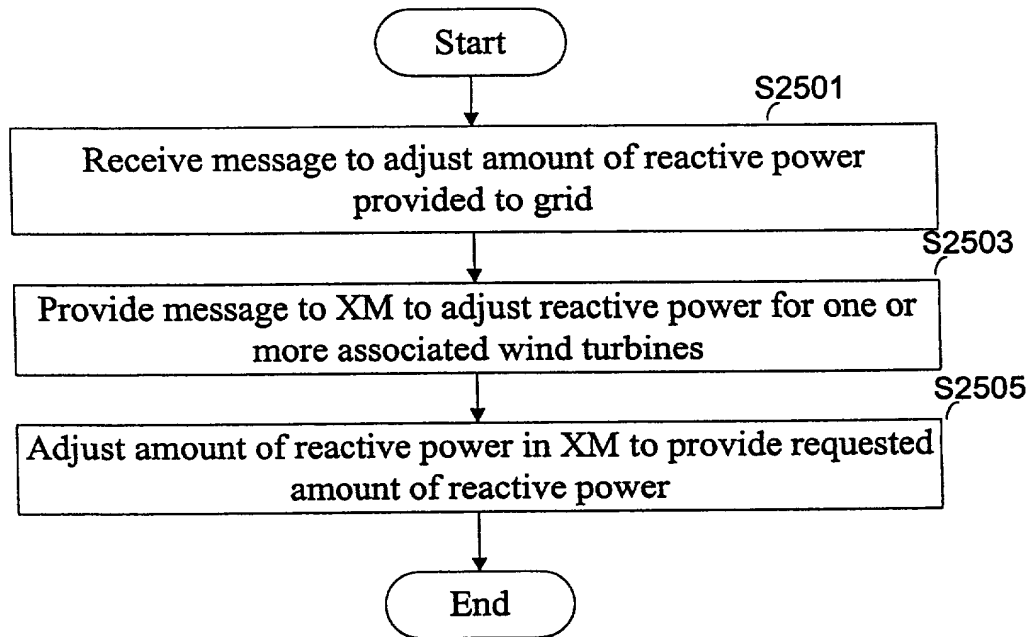 Start
S2501
Receive message to adjust amount of reactive power
provided to grid
S2503
Provide message to XM to adjust reactive power for one or
more associated wind turbines
S2505
Adjust amount of reactive power in XM to provide requested
amount of reactive power
End